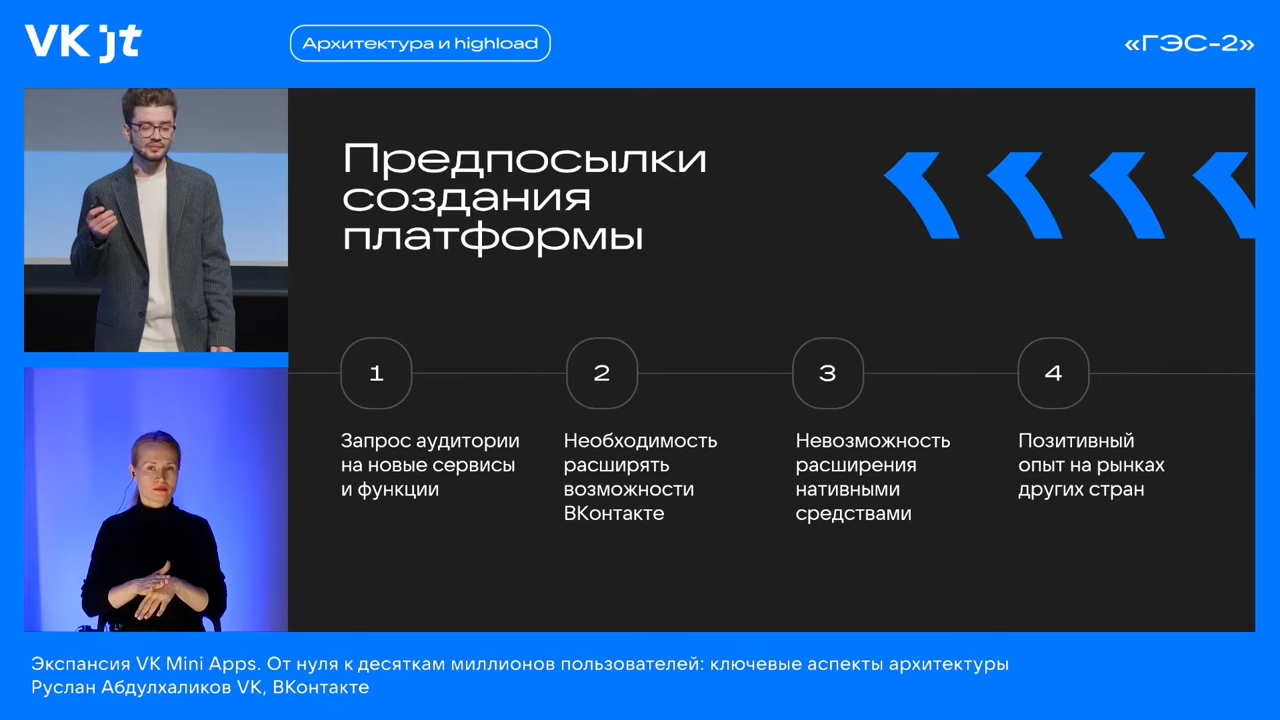 VK jt
Архитектура и highload
«ГЭС-2»
Предпосылки
создания
платформы
1
2
3
4
Запрос аудитории
на новые сервисы
и функции
Необходимость
расширять
возможности
ВКонтакте
Невозможность
расширения
нативными
средствами
Позитивный
опыт на рынках
других стран
Экспансия VK Mini Apps. От нуля к десяткам миллионов пользователей: ключевые аспекты архитектуры
Руслан Абдулхаликов VK, ВКонтакте